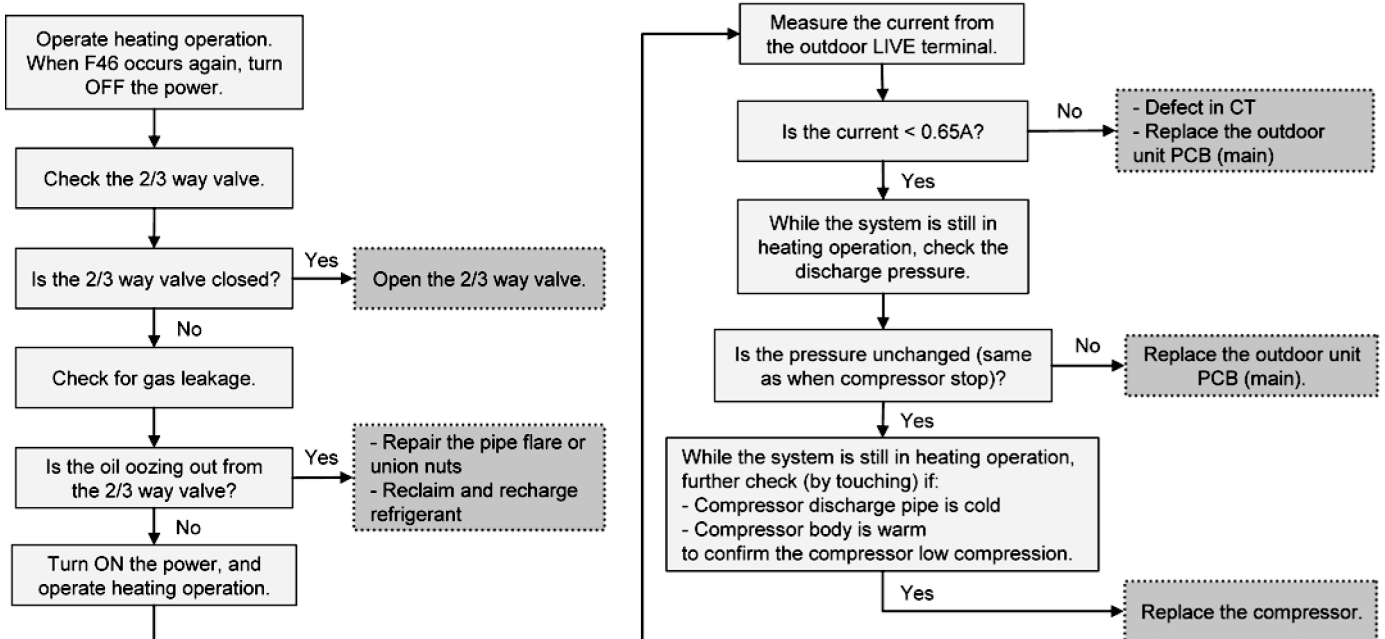 Operate heating operation.
When F46 occurs again, turn
OFF the power.
Check the 2/3 way valve.
Is the 2/3 way valve closed?
Yes
Open the 2/3 way valve.
No
Check for gas leakage.
Is the oil oozing out from
the 2/3 way valve?
Yes
- Repair the pipe flare or
union nuts
- Reclaim and recharge
refrigerant
No
Turn ON the power, and
operate heating operation.
Measure the current from
the outdoor LIVE terminal.
Is the current < 0.65A?
No
- Defect in CT
- Replace the outdoor
unit PCB (main)
Yes
While the system is still in
heating operation, check the
discharge pressure.
Is the pressure unchanged (same
as when compressor stop)?
No
Replace the outdoor unit
PCB (main).
Yes
While the system is still in heating operation,
further check (by touching) if:
- Compressor discharge pipe is cold
- Compressor body is warm
to confirm the compressor low compression.
Yes
Replace the compressor.